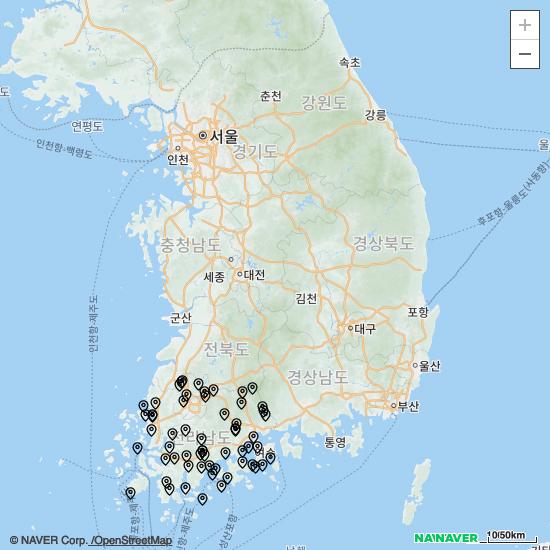 +
−
속초
춘천
강원도
강릉
도
연평도
서울
인천항-백령도
인천
경기도
울
후포항-울릉도(사동항)
충청남도
경상북도
세종
대전
김천
인천항-제주도
군산
포항
대구
전북도
울산
경상남도
부산
통영
전라남도
여수
© NAVER Corp. /OpenStreetMap
NAVER
10/50km